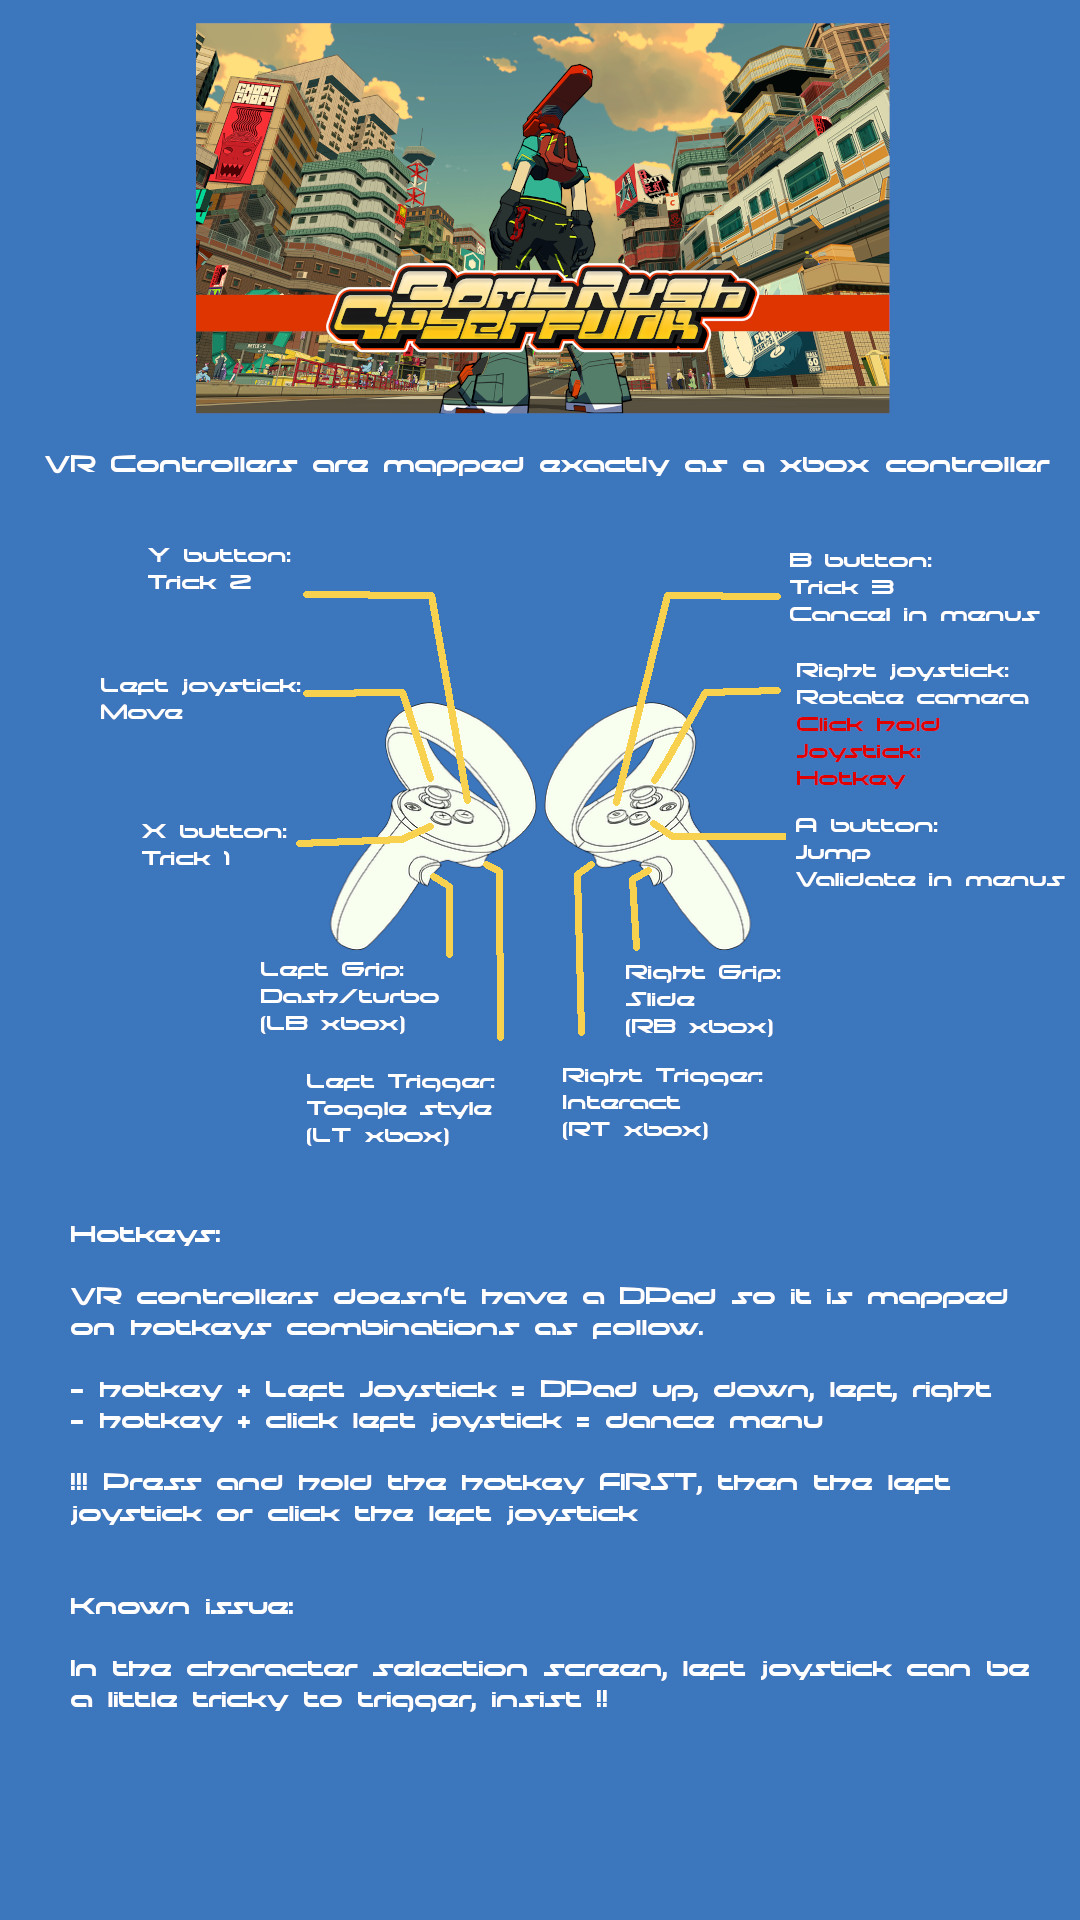 CHOPU
CHOPU
Bomb Rush
Cyberfunk
VR Controllers are mapped exactly as a xbox controller
Y button:
Trick 2
B button:
Trick 3
Cancel in menus
Left joystick:
Move
Right joystick:
Rotate camera
Click hold
Joystick:
Hotkey
X button:
Trick 1
A button:
Jump
Validate in menus
Left Grip:
Dash/turbo
(LB xbox)
Right Grip:
Slide
(RB xbox)
Left Trigger:
Toggle style
(LT xbox)
Right Trigger:
Interact
(RT xbox)
Hotkeys:
VR controllers doesn't have a DPad so it is mapped
on hotkeys combinations as follow.
- hotkey + Left Joystick = DPad up, down, left, right
- hotkey + click left joystick = dance menu
!!! Press and hold the hotkey FIRST, then the left
joystick or click the left joystick
Known issue:
In the character selection screen, left joystick can be
a little tricky to trigger, insist !!